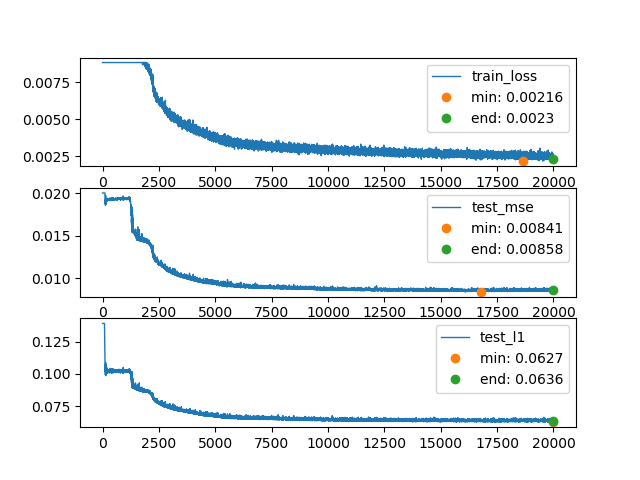 train_loss
min: 0.00216
end: 0.0023
0.0075
0.0050
0.0025
0 2500 5000 7500 10000 12500 15000 17500 20000
test_mse
min: 0.00841
end: 0.00858
0.020
0.015
0.010
0 2500 5000 7500 10000 12500 15000 17500 20000
test_l1
min: 0.0627
end: 0.0636
0.125
0.100
0.075
0 2500 5000 7500 10000 12500 15000 17500 20000